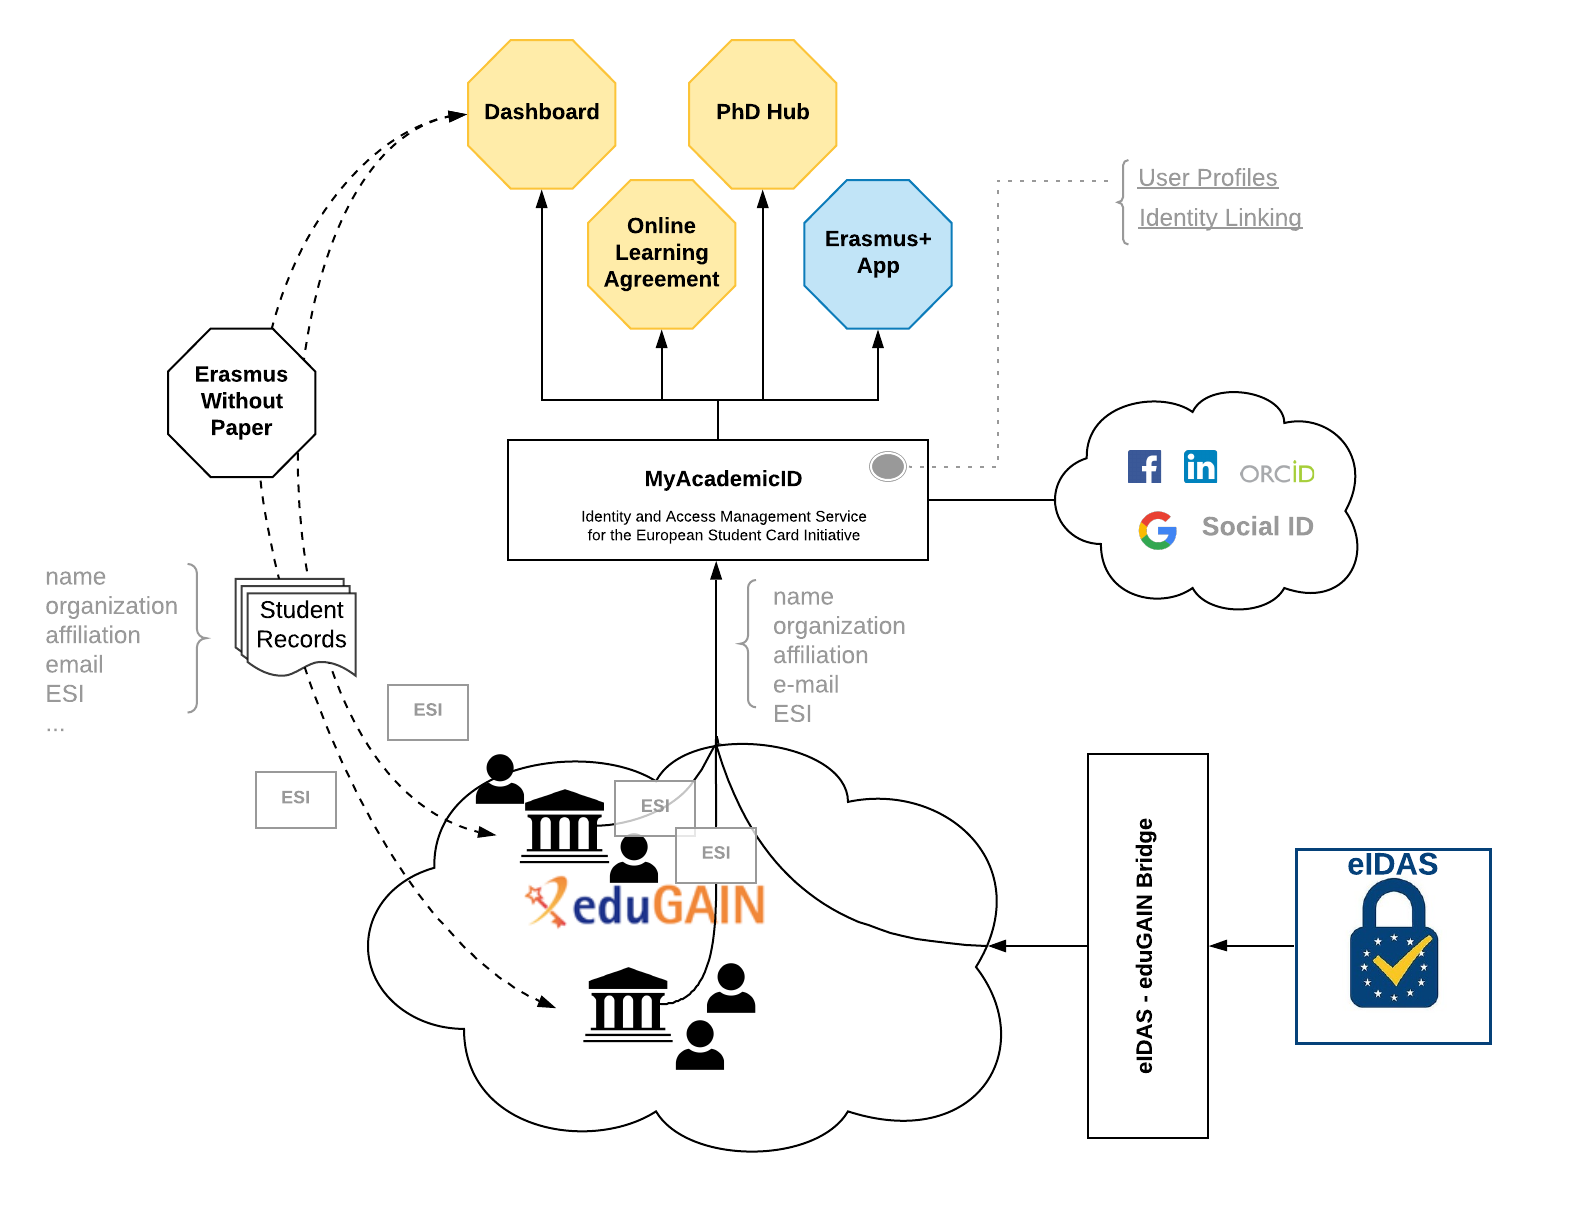 Dashboard
PhD Hub
Online
Learning
Agreement
Erasmus+
App
User Profiles
Identity Linking
Erasmus
Without
Paper
MyAcademicID
Identity and Access Management Service
for the European Student Card Initiative
in
ORCiD
Social ID
name
organization
affiliation
email
ESI
...
Student
Records
name
organization
affiliation
e-mail
ESI
ESI
ESI
ESI
ESI
eduGAIN
eIDAS - eduGAIN Bridge
eIDAS